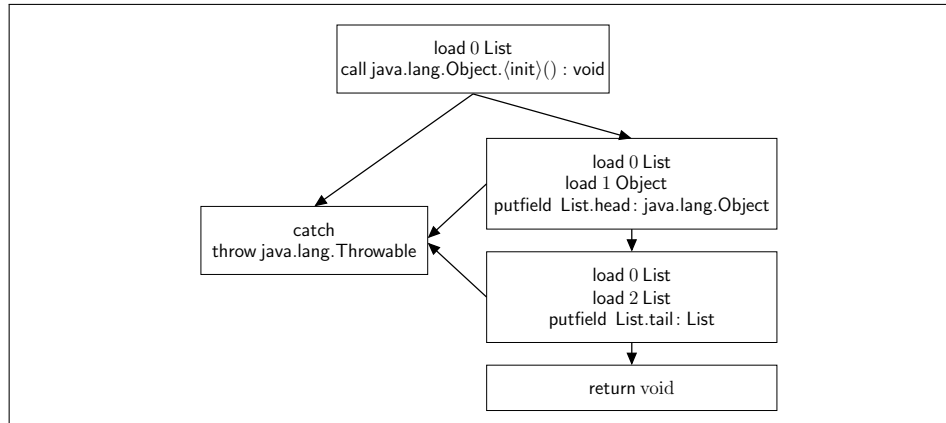 load 0 List
call java.lang.Object.⟨init⟩() : void
load 0 List
load 1 Object
putfield List.head : java.lang.Object
catch
throw java.lang.Throwable
load 0 List
load 2 List
putfield List.tail : List
return void